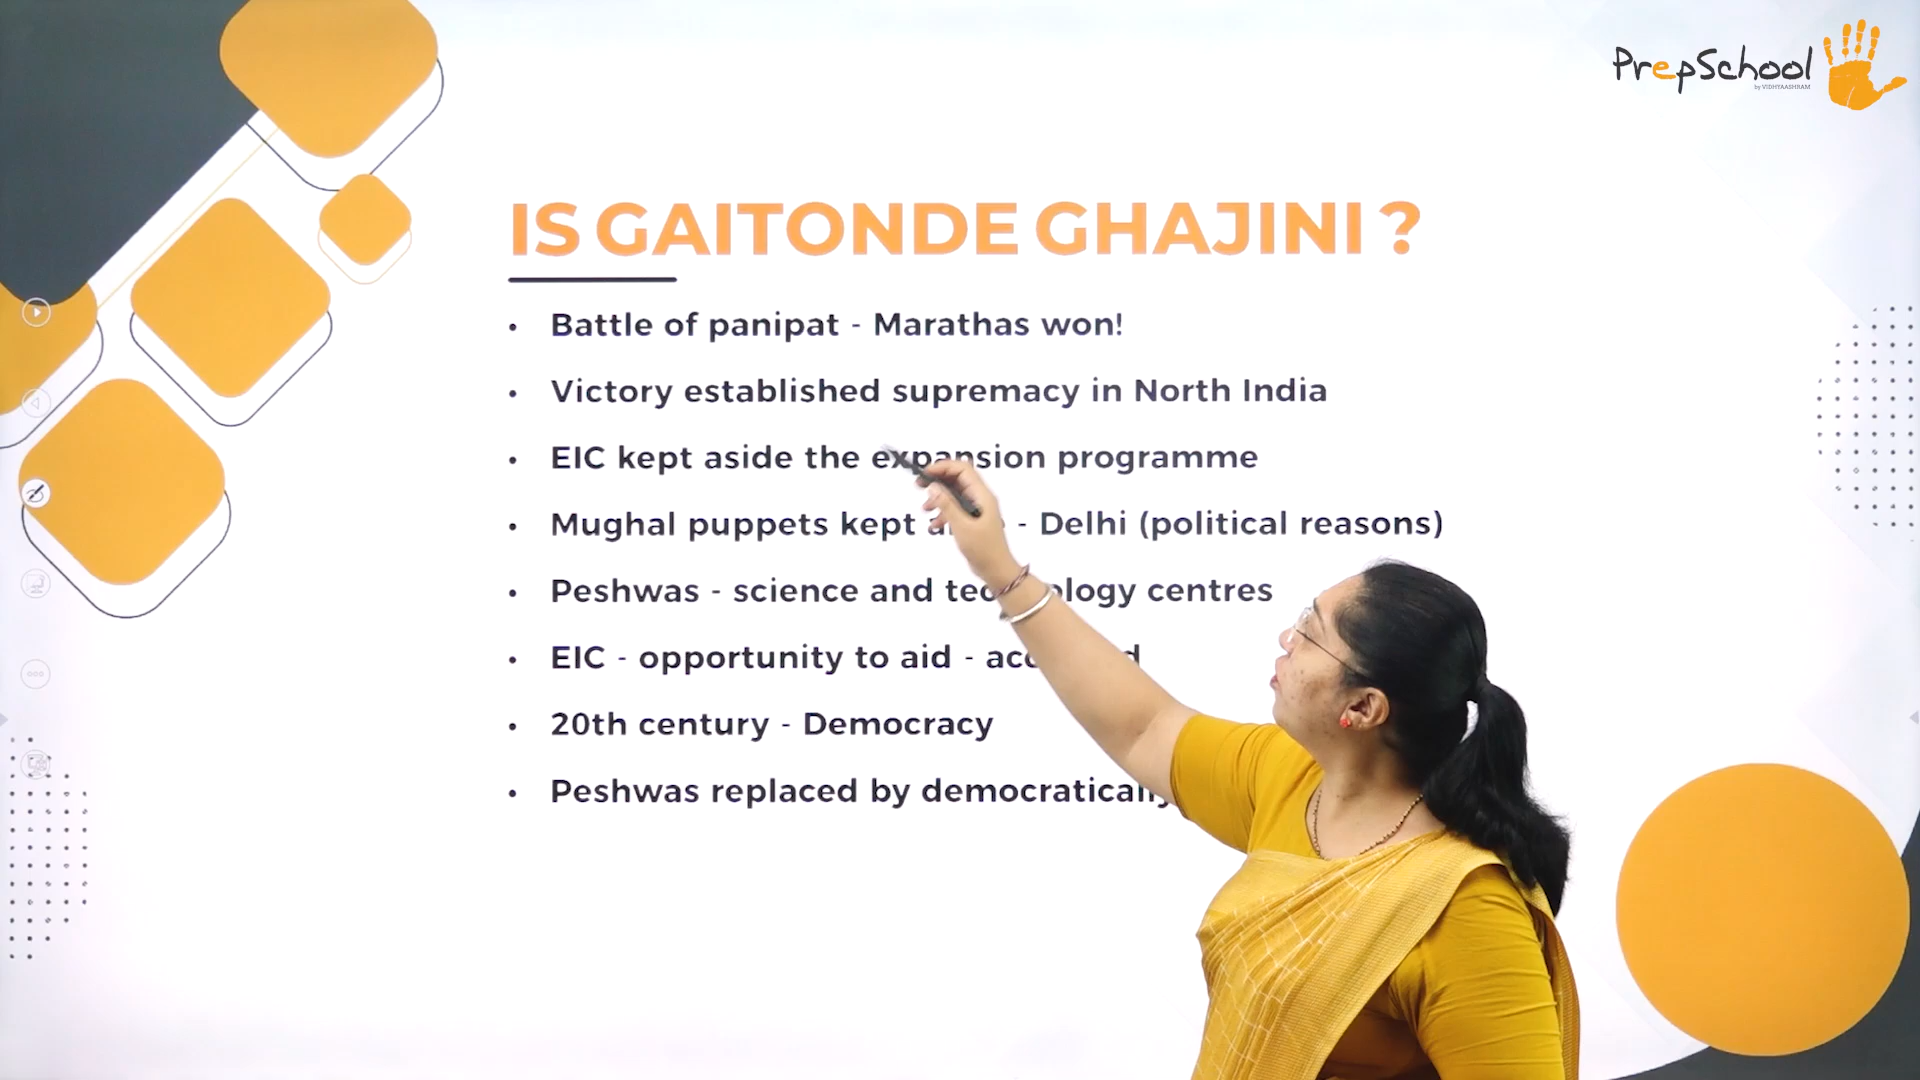 PrepSchool
by VIDHYAASHRAM
IS GAITONDE GHAJINI ?
• Battle of panipat - Marathas won!
• Victory established supremacy in North India
• EIC kept aside the expansion programme
• Mughal puppets kept - Delhi (political reasons)
• Peshwas - science and technology centres
• EIC - opportunity to aid -
• 20th century - Democracy
• Peshwas replaced by democratically